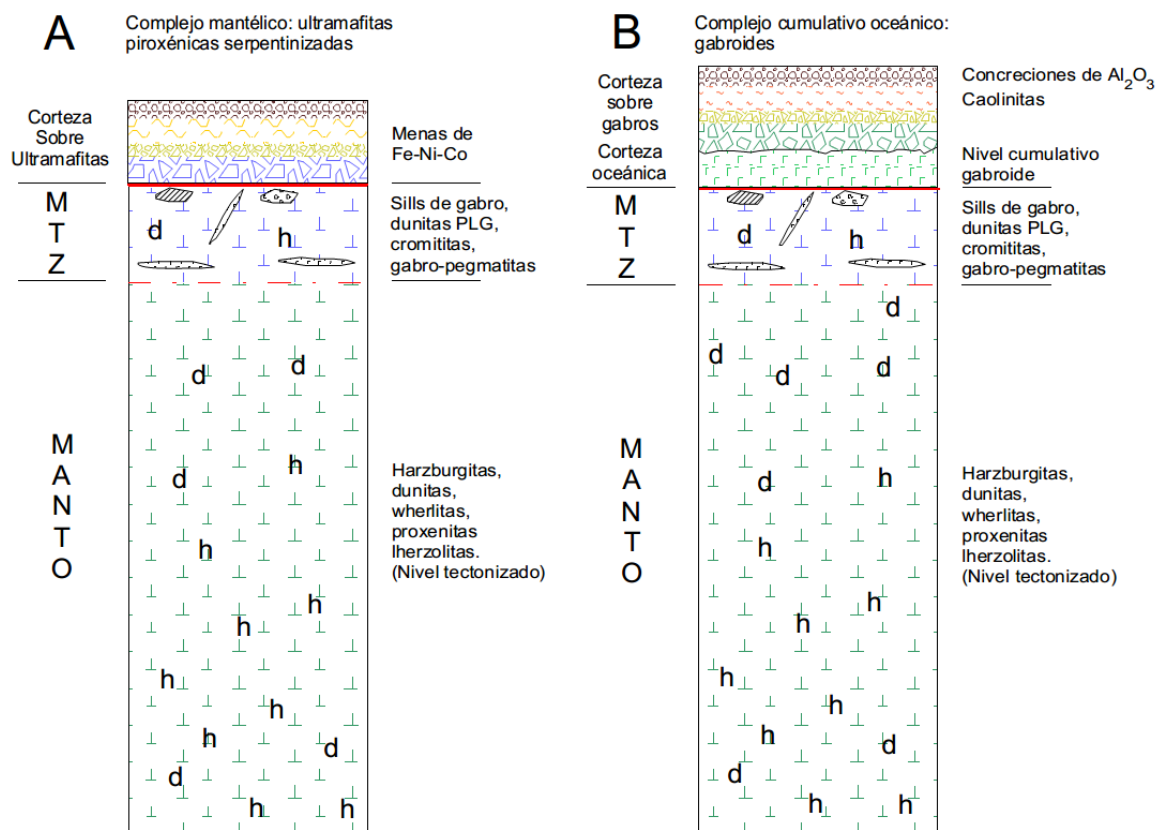 A
Complejo mantélico: ultramafitas
piroxénicas serpentinizadas
Corteza
Sobre
Ultramafitas
Menas de
Fe-Ni-Co
M
T
Z
d
h
Sills de gabro,
dunitas PLG,
cromititas,
gabro-pegmatitas
M
A
N
T
O
d
d
d
h
h
h
h
h
h
h
d
d
h
h
Harzburgitas,
dunitas,
wherlitas,
proxenitas
lherzolitas.
(Nivel tectonizado)
B
Complejo cumulativo oceánico:
gabroides
Corteza
sobre
gabros
Corteza
oceánica
Concreciones de Al2O3
Caolinitas
Nivel cumulativo
gabroide
M
T
Z
d
h
Sills de gabro,
dunitas PLG,
cromititas,
gabro-pegmatitas
M
A
N
T
O
d
d
d
d
d
h
h
h
h
h
h
h
d
d
h
h
Harzburgitas,
dunitas,
wherlitas,
proxenitas
lherzolitas.
(Nivel tectonizado)